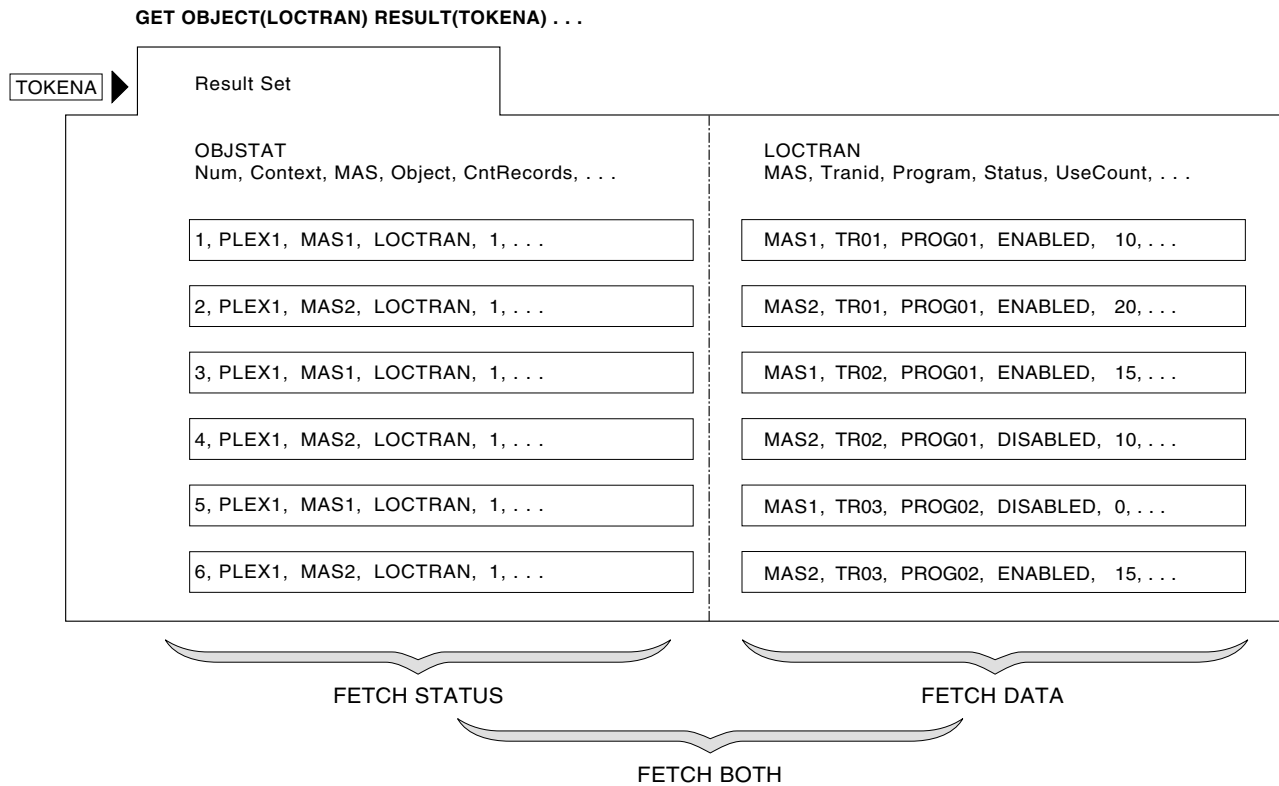 GET OBJECT(LOCTRAN) RESULT(TOKENA) . . .
TOKENA
Result Set
OBJSTAT
Num, Context, MAS, Object, CntRecords, . . .
LOCTRAN
MAS, Tranid, Program, Status, UseCount, . . .
1, PLEX1, MAS1, LOCTRAN, 1, . . .
MAS1, TR01, PROG01, ENABLED, 10, . . .
2, PLEX1, MAS2, LOCTRAN, 1, . . .
MAS2, TR01, PROG01, ENABLED, 20, . . .
3, PLEX1, MAS1, LOCTRAN, 1, . . .
MAS1, TR02, PROG01, ENABLED, 15, . . .
4, PLEX1, MAS2, LOCTRAN, 1, . . .
MAS2, TR02, PROG01, DISABLED, 10, . . .
5, PLEX1, MAS1, LOCTRAN, 1, . . .
MAS1, TR03, PROG02, DISABLED, 0, . . .
6, PLEX1, MAS2, LOCTRAN, 1, . . .
MAS2, TR03, PROG02, ENABLED, 15, . . .
FETCH STATUS
FETCH DATA
FETCH BOTH